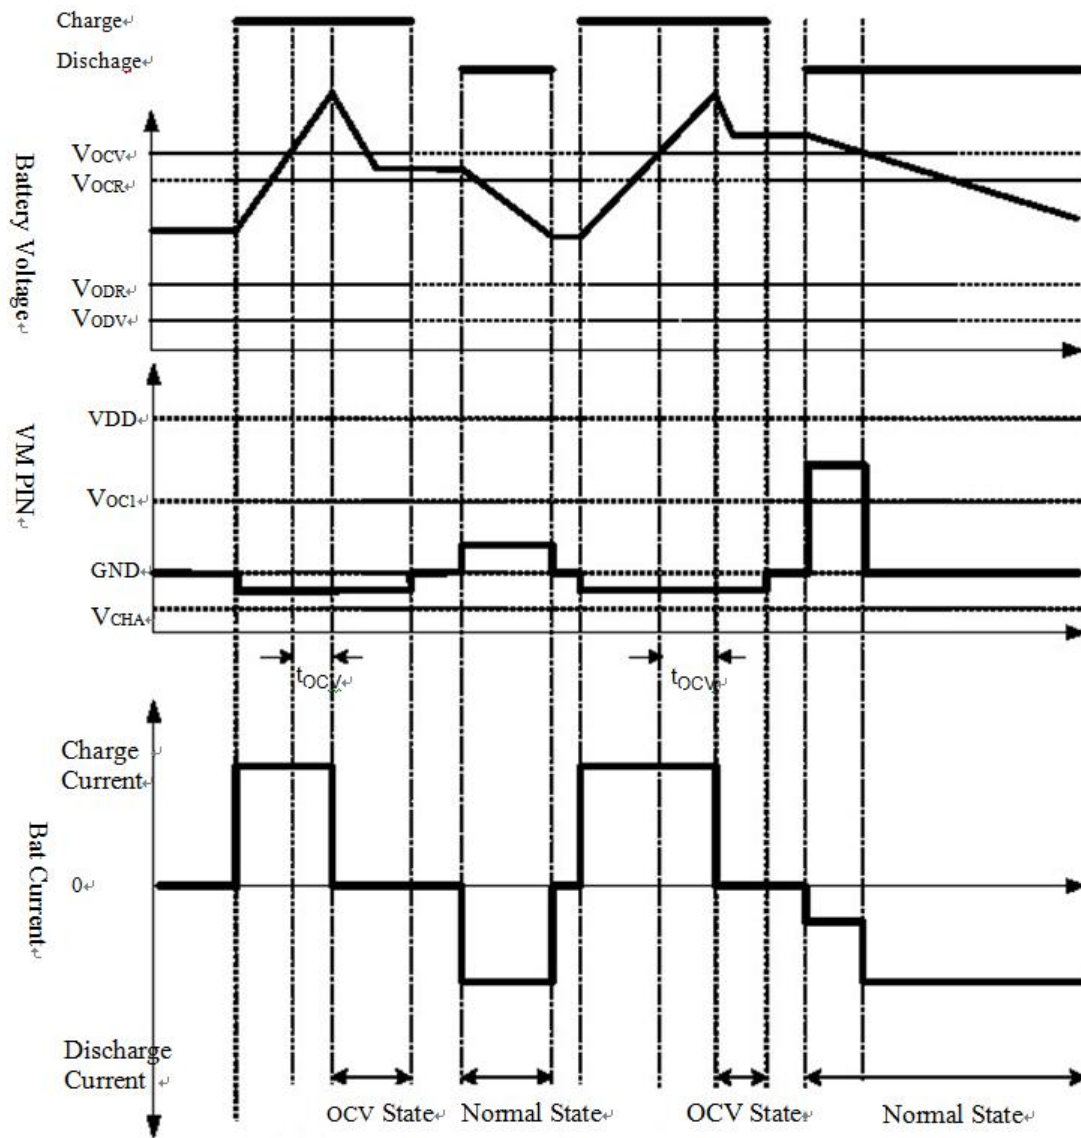 Charge
Dischage
Battery Voltage
VOCV
VOCR
VODR
VODV
VM PIN
VDD
VOC1
GND
VCHA
tOCV
tOCV
Bat Current
Charge
Current
0
Discharge
Current
OCV State
Normal State
OCV State
Normal State